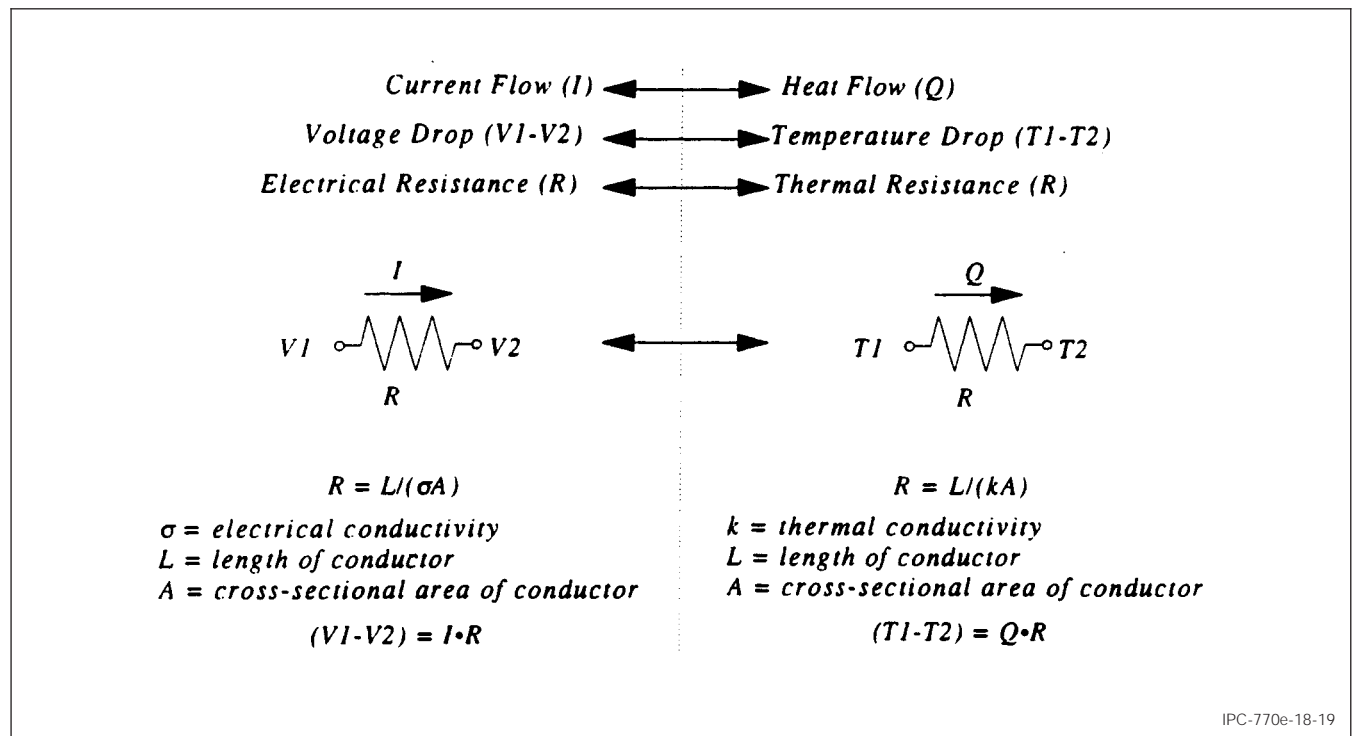 Current Flow (I) Heat Flow (Q)
Voltage Drop (V1-V2) Temperature Drop (T1-T2)
Electrical Resistance (R) Thermal Resistance (R)
I Q
V1 V2 T1 T2
R R
R = L/(σA) R = L/(kA)
σ = electrical conductivity k = thermal conductivity
L = length of conductor L = length of conductor
A = cross-sectional area of conductor A = cross-sectional area of conductor
(V1-V2) = I•R (T1-T2) = Q•R
IPC-770e-18-19